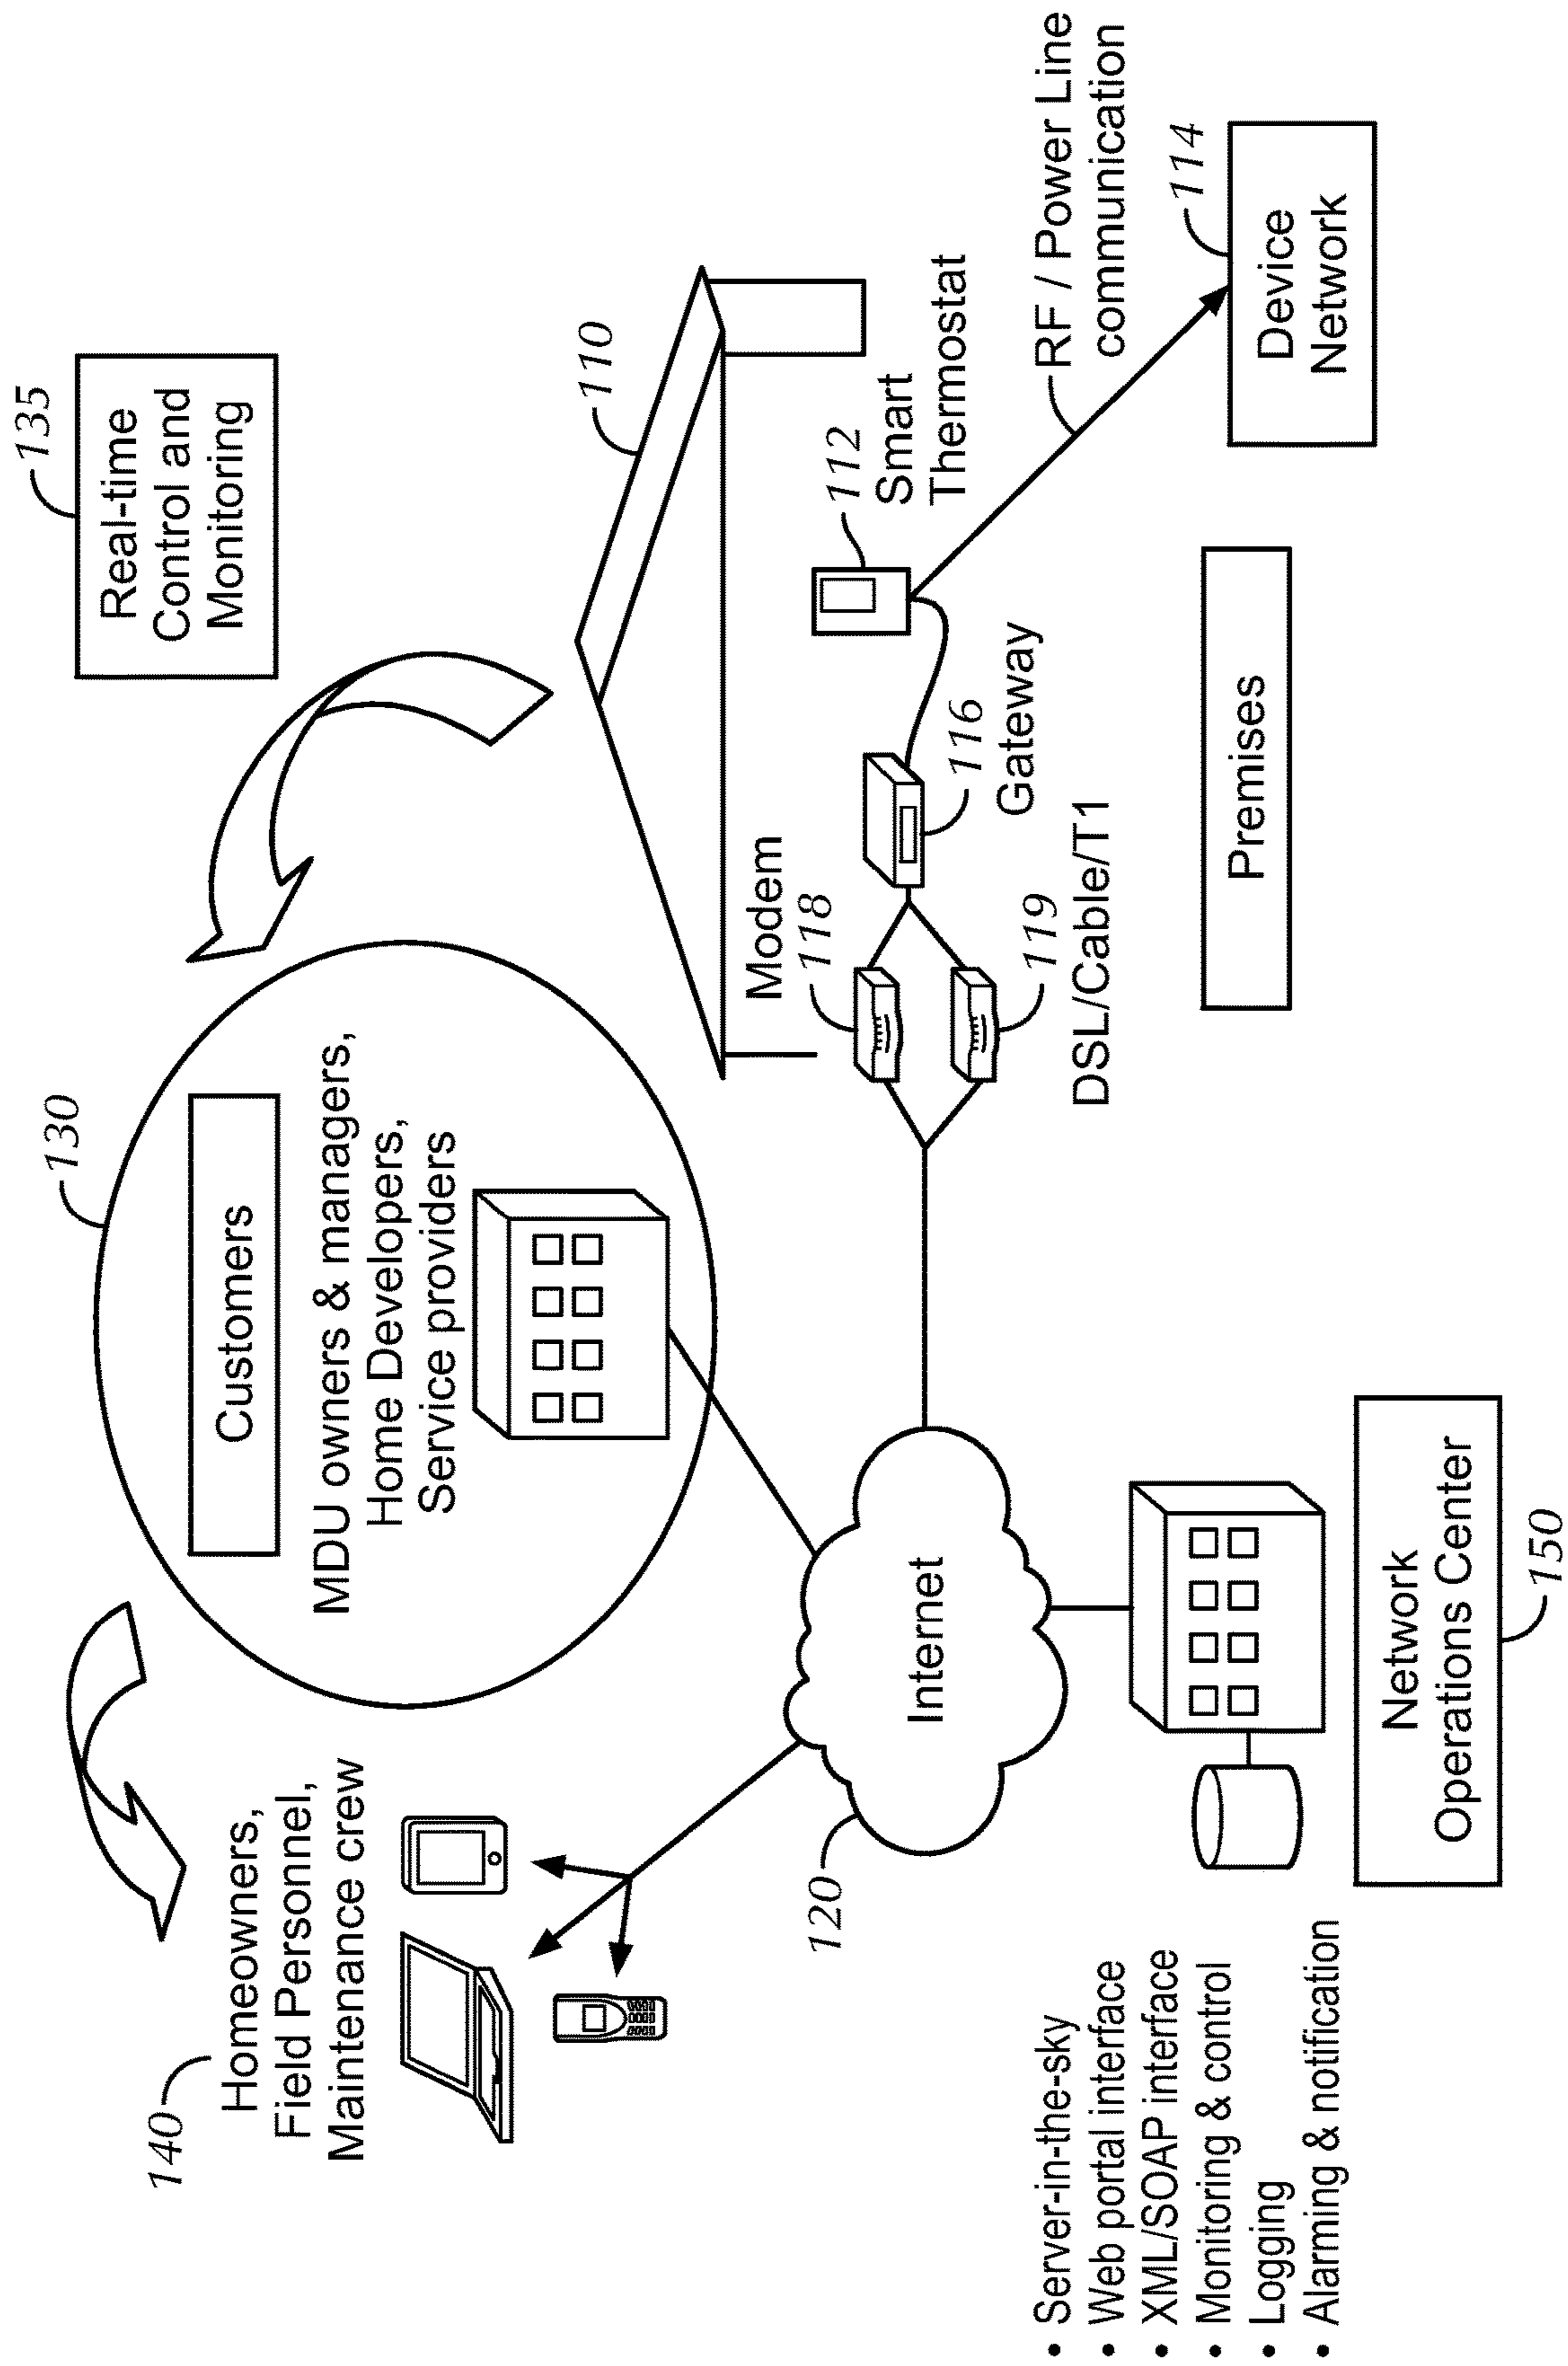 140
Homeowners,
Field Personnel,
Maintenance crew
130
Customers
MDU owners & managers,
Home Developers,
Service providers
135
Real-time
Control and
Monitoring
110
120
Internet
Modem
118
119
DSL/Cable/T1
116
Gateway
112
Smart
Thermostat
RF / Power Line
communication
114
Device
Network
Premises
• Server-in-the-sky
• Web portal interface
• XML/SOAP interface
• Monitoring & control
• Logging
• Alarming & notification
Network
Operations Center
150